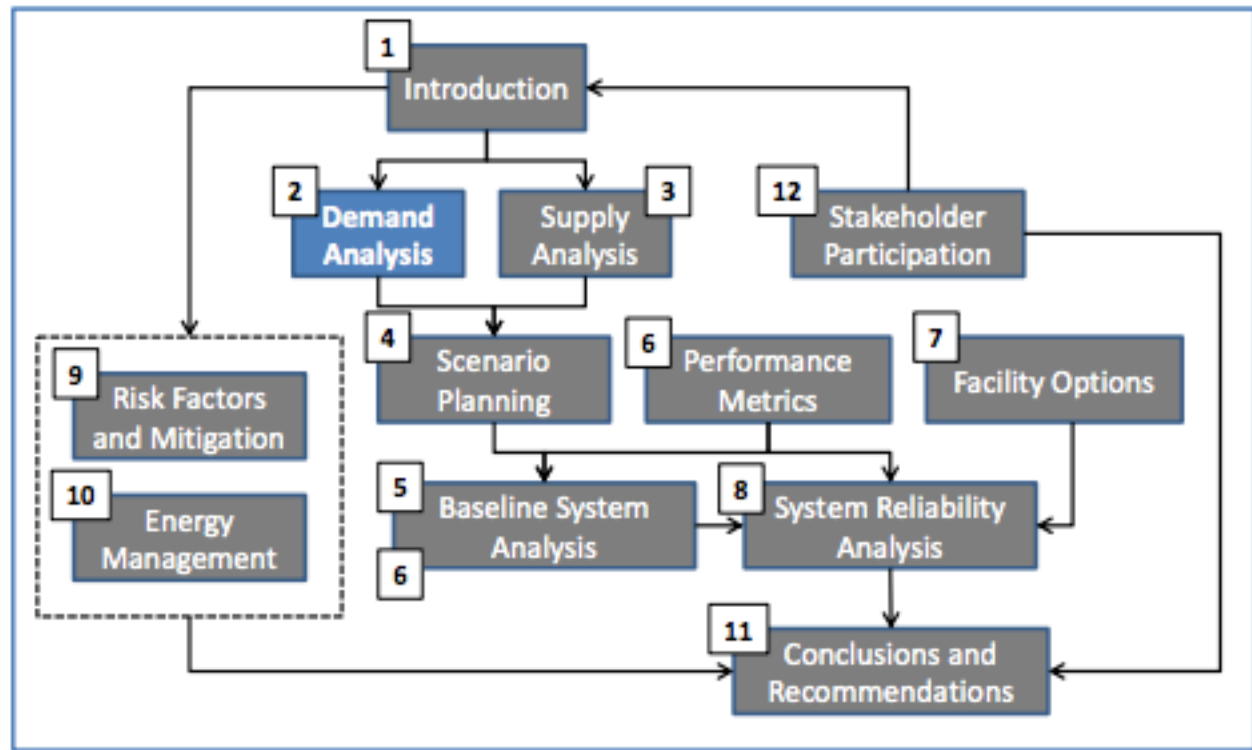 1
Introduction
2
Demand
Analysis
3
Supply
Analysis
12
Stakeholder
Participation
4
Scenario
Planning
6
Performance
Metrics
7
Facility Options
9
Risk Factors
and Mitigation
10
Energy
Management
5
Baseline System
Analysis
6
8
System Reliability
Analysis
11
Conclusions and
Recommendations